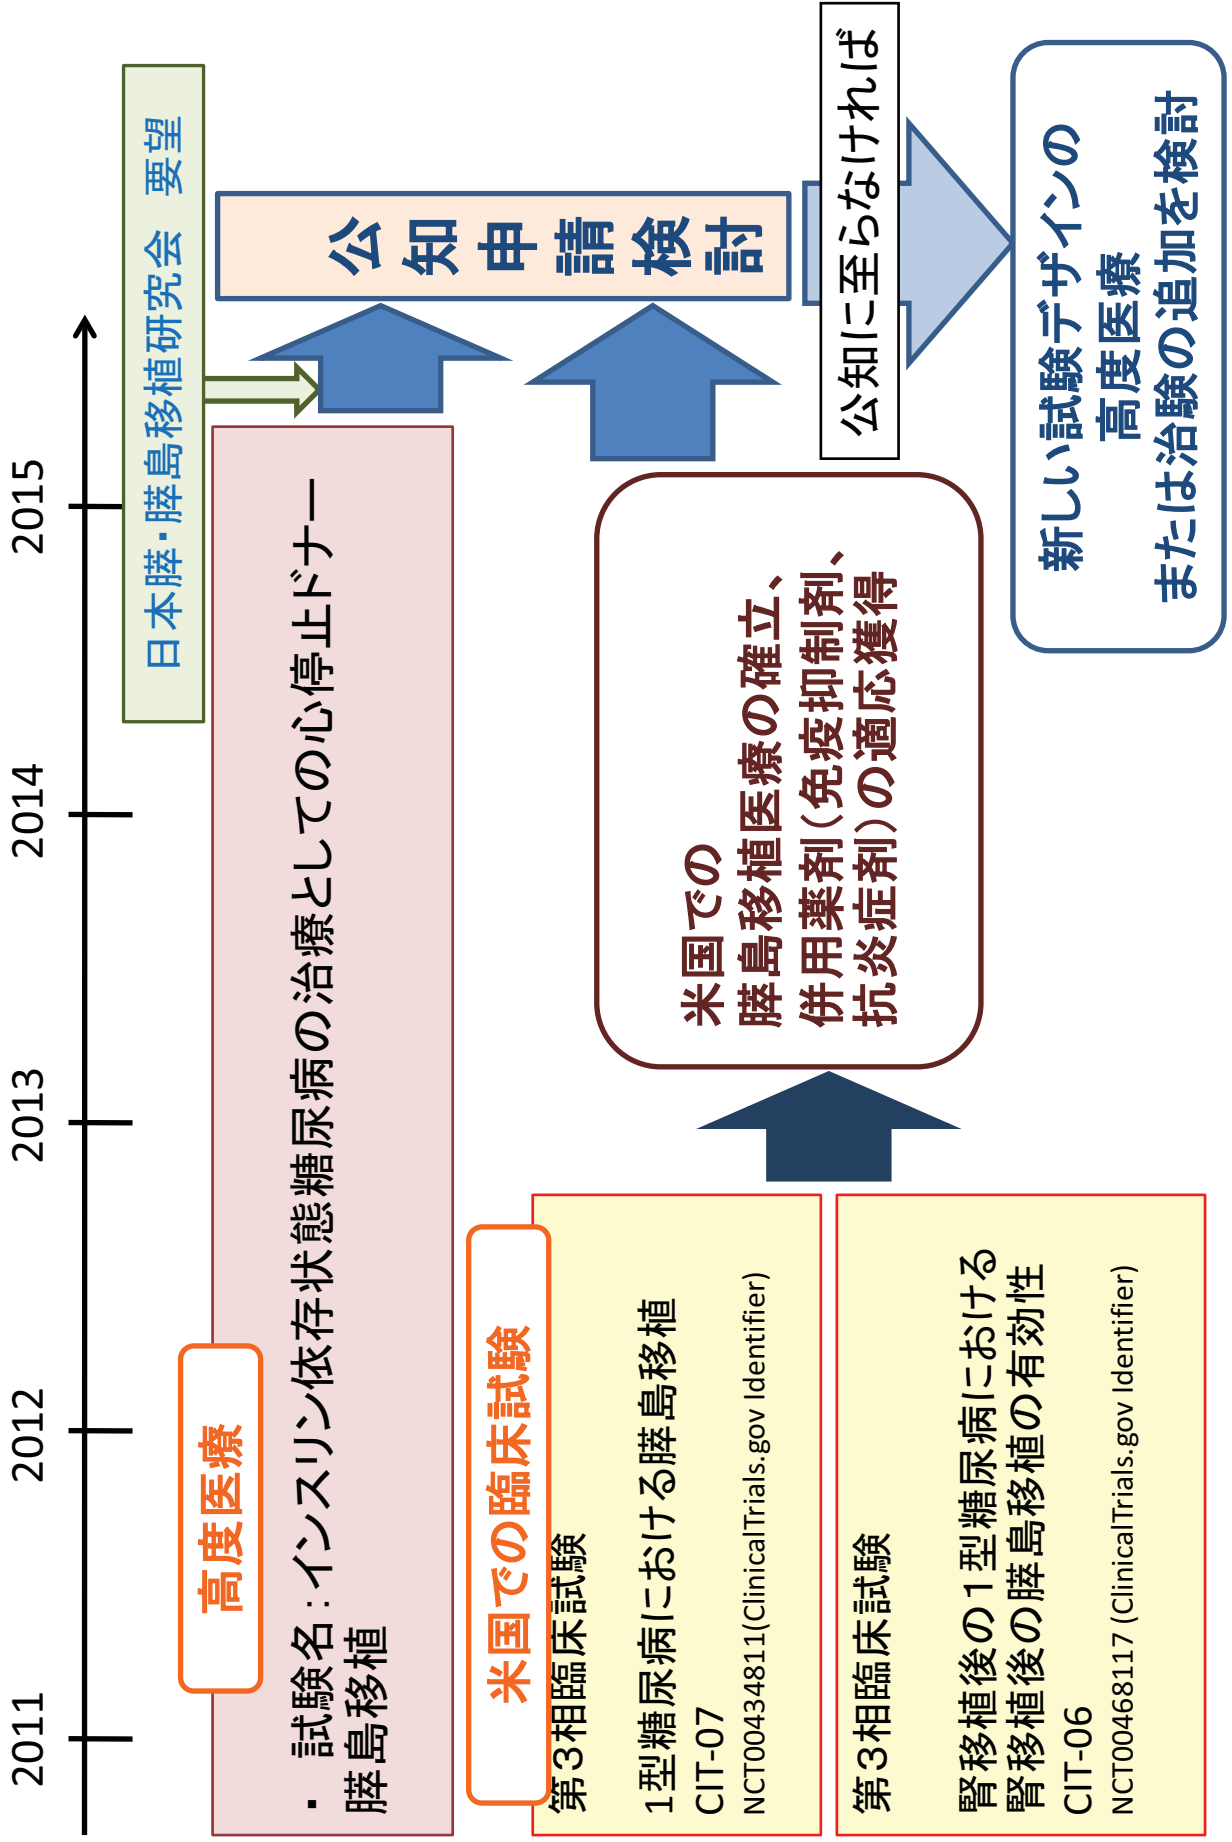 2011
2012
2013
2014
2015
日本膵・膵島移植研究会 要望
高度医療
・ 試験名：インスリン依存状態糖尿病の治療としての心停止ドナー
膵島移植
公知申請検討
米国での臨床試験
第3相臨床試験
1型糖尿病における膵島移植
CIT-07
NCT00434811(ClinicalTrials.gov Identifier)
第3相臨床試験
腎移植後の1型糖尿病における
腎移植後の膵島移植の有効性
CIT-06
NCT00468117 (ClinicalTrials.gov Identifier)
米国での
膵島移植医療の確立、
併用薬剤(免疫抑制剤、
抗炎症剤)の適応獲得
公知に至らなければ
新しい試験デザインの
高度医療
または治験の追加を検討